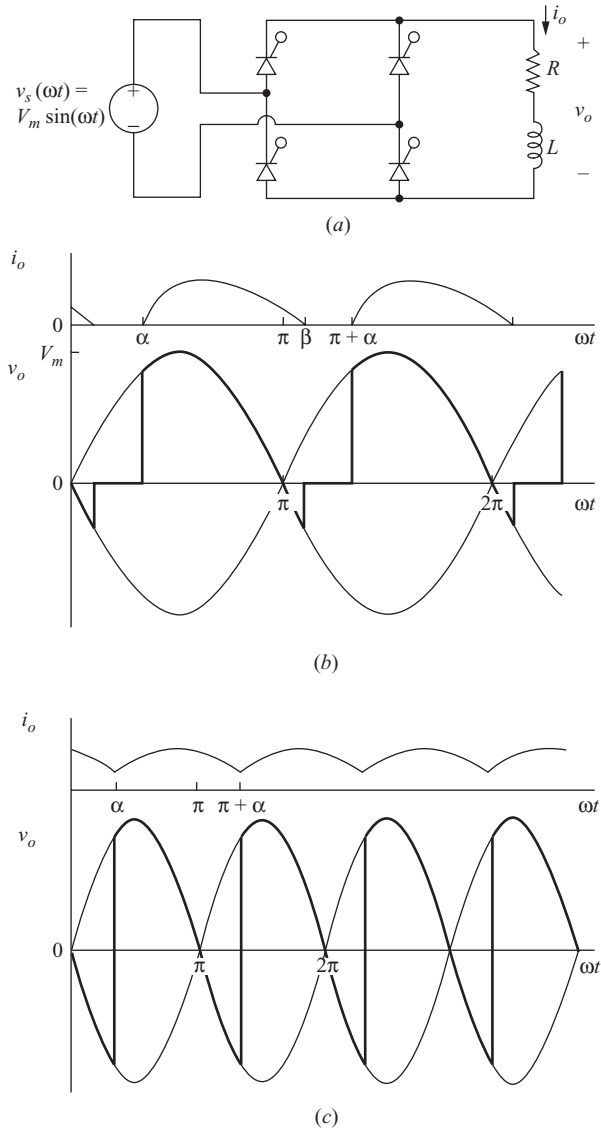 i_o
+
v_s (ωt) =
V_m sin(ωt)
+
−
R
v_o
L
−
(a)
i_o
0
α
π
β
π + α
ωt
V_m
v_o
0
π
2π
ωt
(b)
i_o
α
π
π + α
ωt
v_o
0
π
2π
ωt
(c)